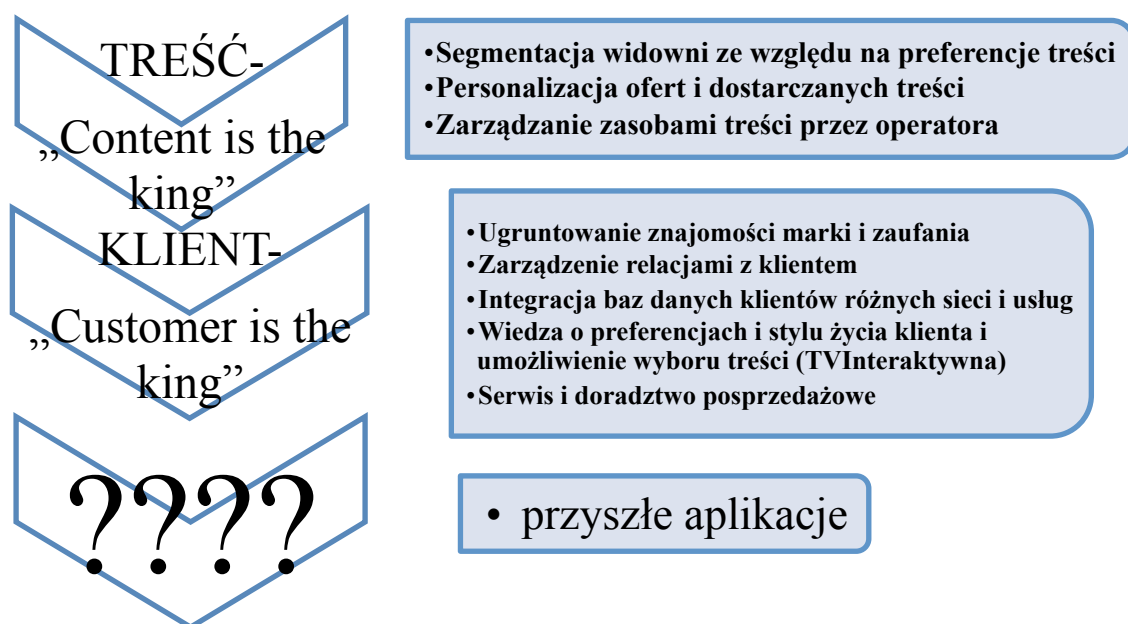 TREŚĆ-
„Content is the
king”
•Segmentacja widowni ze względu na preferencje treści
•Personalizacja ofert i dostarczanych treści
•Zarządzanie zasobami treści przez operatora
KLIENT-
„Customer is the
king”
•Ugruntowanie znajomości marki i zaufania
•Zarządzenie relacjami z klientem
•Integracja baz danych klientów różnych sieci i usług
•Wiedza o preferencjach i stylu życia klienta i
umożliwienie wyboru treści (TVInteraktywna)
•Serwis i doradztwo posprzedażowe
????
• przyszłe aplikacje